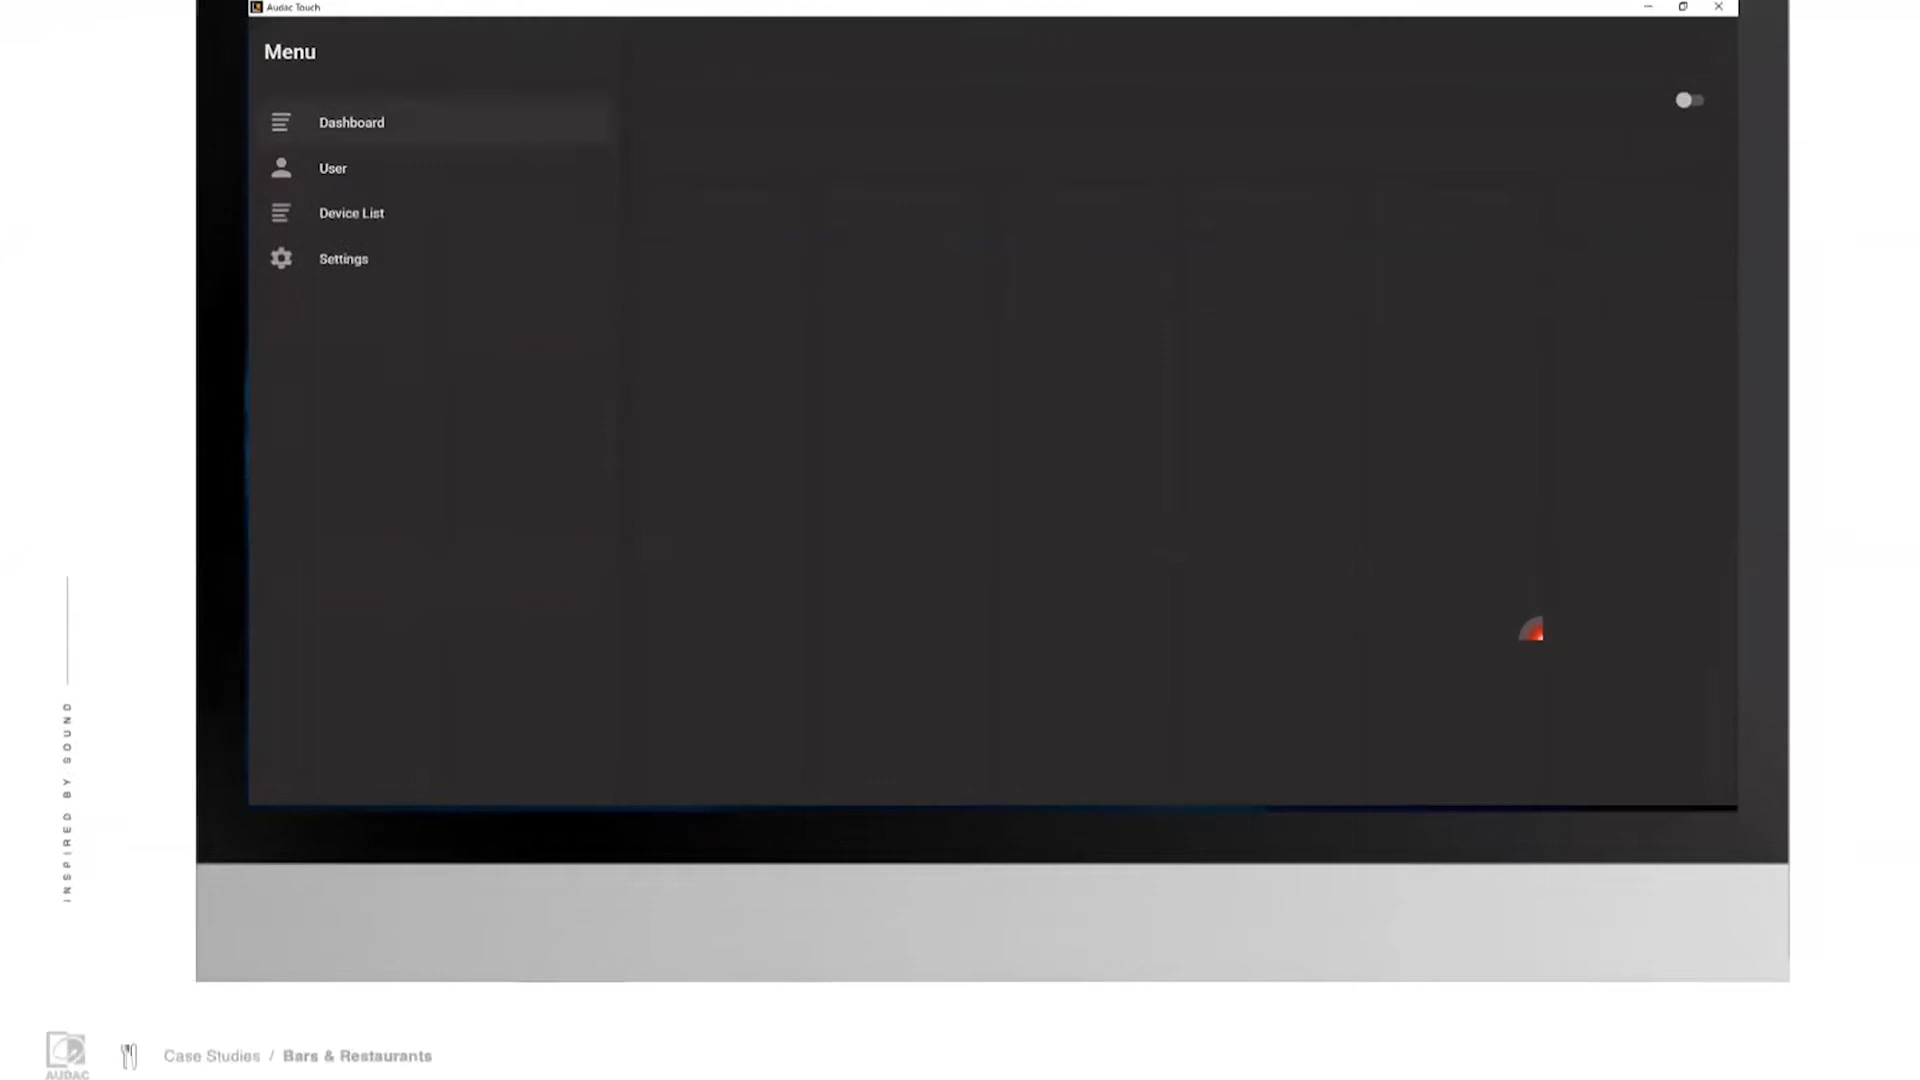 Audac Touch
Menu
Dashboard
User
Device List
Settings
INSPIRED BY SOUND
AUDAC
Case Studies / Bars & Restaurants